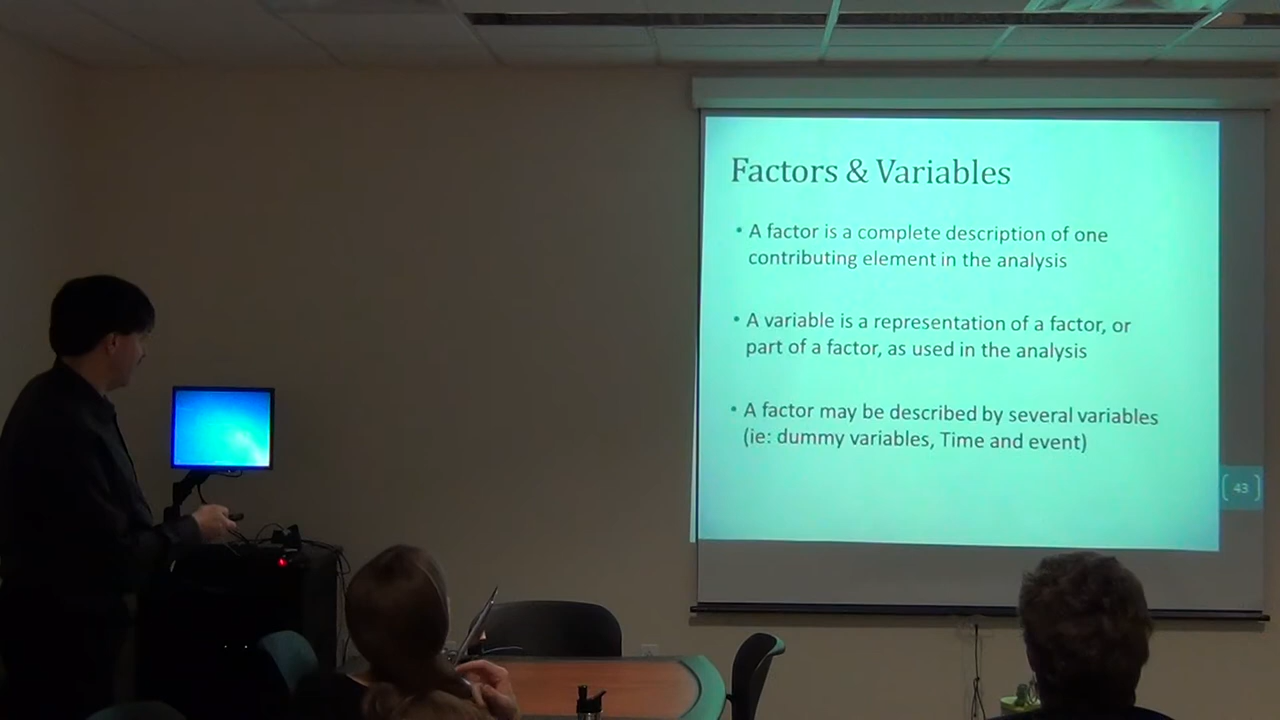 Factors & Variables
• A factor is a complete description of one
contributing element in the analysis
• A variable is a representation of a factor, or
part of a factor, as used in the analysis
• A factor may be described by several variables
(ie: dummy variables, Time and event)
43